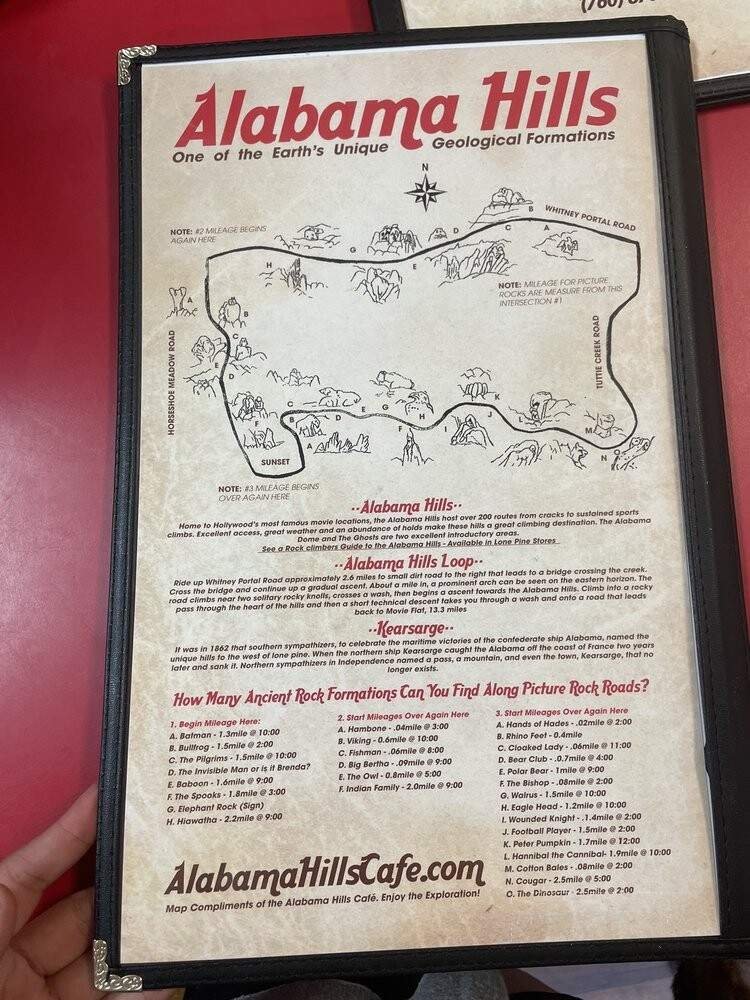 (760) 87
Alabama Hills
One of the Earth's Unique Geological Formations
N
NOTE: #2 MILEAGE BEGINS
AGAIN HERE
WHITNEY PORTAL ROAD
B
A
C
D
G
E
H
NOTE: MILEAGE FOR PICTURE
ROCKS ARE MEASURE FROM THIS
INTERSECTION #1
HORSESHOE MEADOW ROAD
A
B
C
E
D
F
TUTTLE CREEK ROAD
SUNSET
A
B
C
D
E
G
F
H
I
J
K
L
M
N
O
NOTE: #3 MILEAGE BEGINS
OVER AGAIN HERE
··Alabama Hills··
Home to Hollywood's most famous movie locations, the Alabama Hills host over 200 routes from cracks to sustained sports
climbs. Excellent access, great weather and an abundance of holds make these hills a great climbing destination. The Alabama
Dome and The Ghosts are two excellent introductory areas.
See a Rock climbers Guide to the Alabama Hills - Available in Lone Pine Stores
··Alabama Hills Loop··
Ride up Whitney Portal Road approximately 2.6 miles to small dirt road to the right that leads to a bridge crossing the creek.
Cross the bridge and continue up a gradual ascent. About a mile in, a prominent arch can be seen on the eastern horizon. The
road climbs near two solitary rocky knolls, crosses a wash, then begins a ascent towards the Alabama Hills. Climb into a rocky
pass through the heart of the hills and then a short technical descent takes you through a wash and onto a road that leads
back to Movie Flat, 13.3 miles
··Kearsarge··
It was in 1862 that southern sympathizers, to celebrate the maritime victories of the confederate ship Alabama, named the
unique hills to the west of lone pine. When the northern ship Kearsarge caught the Alabama off the coast of France two years
later and sank it. Northern sympathizers in Independence named a pass, a mountain, and even the town, Kearsarge, that no
longer exists.
How Many Ancient Rock Formations Can You Find Along Picture Rock Roads?
1. Begin Mileage Here:
A. Batman - 1.3mile @ 10:00
B. Bullfrog - 1.5mile @ 2:00
C. The Pilgrims - 1.5mile @ 10:00
D. The Invisible Man or is it Brenda?
E. Baboon - 1.6mile @ 9:00
F. The Spooks - 1.8mile @ 3:00
G. Elephant Rock (Sign)
H. Hiawatha - 2.2mile @ 9:00
2. Start Mileages Over Again Here
A. Hambone - .04mile @ 3:00
B. Viking - 0.6mile @ 10:00
C. Fishman - .06mile @ 8:00
D. Big Bertha - .09mile @ 9:00
E. The Owl - 0.8mile @ 5:00
F. Indian Family - 2.0mile @ 9:00
3. Start Mileages Over Again Here
A. Hands of Hades - .02mile @ 2:00
B. Rhino Feet - 0.4mile
C. Cloaked Lady - .06mile @ 11:00
D. Bear Club - .0.7mile @ 4:00
E. Polar Bear - 1mile @ 9:00
F. The Bishop - .08mile @ 2:00
G. Walrus - 1.5mile @ 10:00
H. Eagle Head - 1.2mile @ 10:00
I. Wounded Knight - .1.4mile @ 2:00
J. Football Player - 1.5mile @ 2:00
K. Peter Pumpkin - 1.7mile @ 12:00
L. Hannibal the Cannibal- 1.9mile @ 10:00
M. Cotton Bales - .08mile @ 2:00
N. Cougar - 2.5mile @ 5:00
O. The Dinosaur - 2.5mile @ 2:00
AlabamaHillsCafe.com
Map Compliments of the Alabama Hills Café. Enjoy the Exploration!